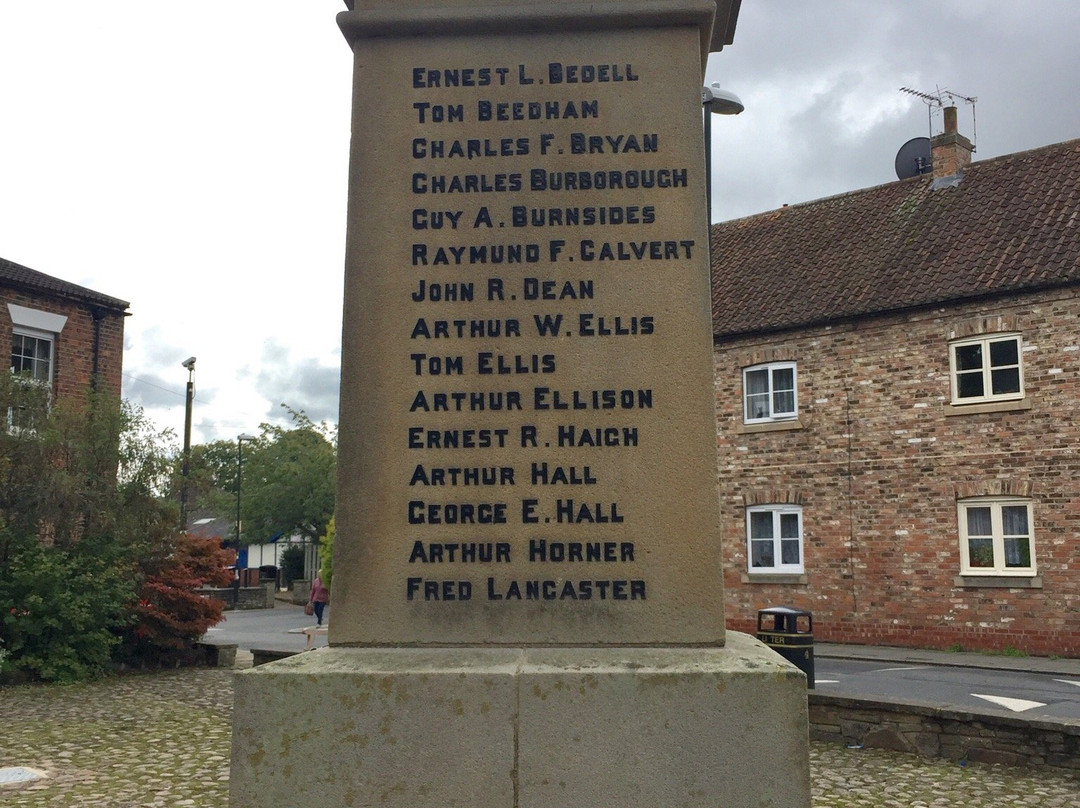 ERNEST L. BEDELL
TOM BEEDHAM
CHARLES F. BRYAN
CHARLES BURBOROUGH
GUY A. BURNSIDES
RAYMUND F. CALVERT
JOHN R. DEAN
ARTHUR W. ELLIS
TOM ELLIS
ARTHUR ELLISON
ERNEST R. HAIGH
ARTHUR HALL
GEORGE E. HALL
ARTHUR HORNER
FRED LANCASTER